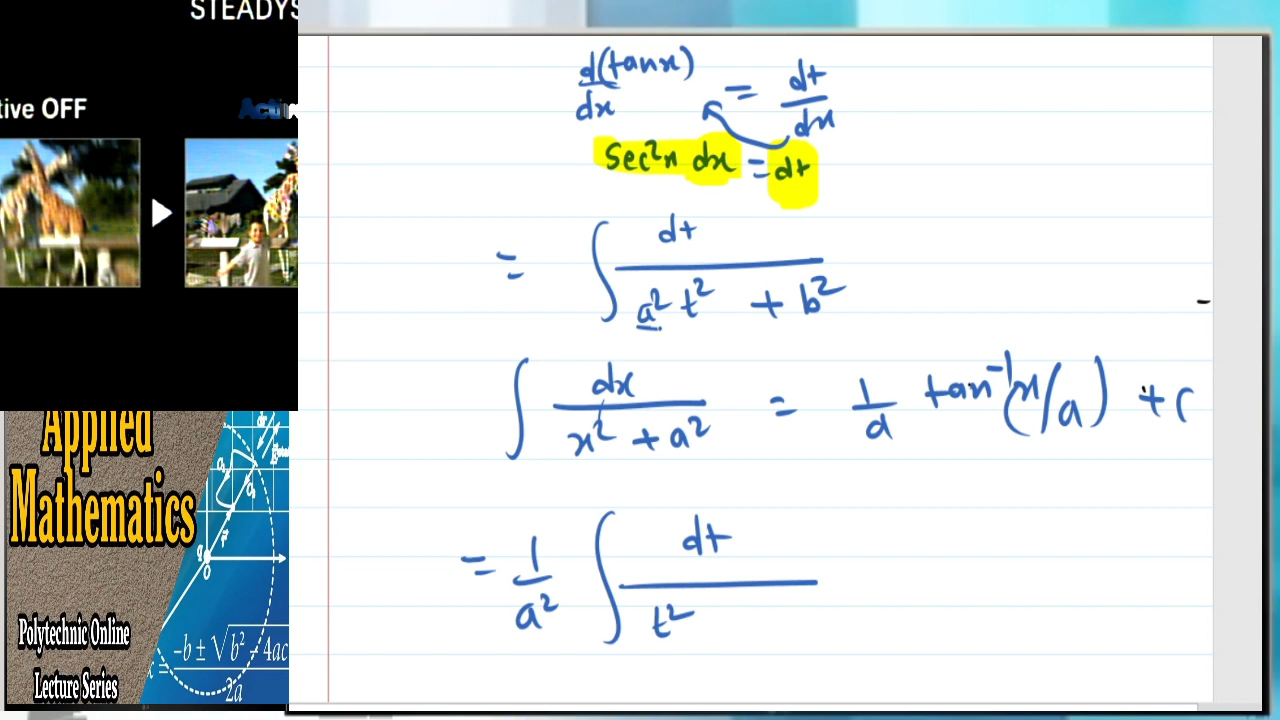 STEADYS
tive OFF
Acti
d(tanx)/dx = dt/dx
sec²x dx = dt
= ∫ dt/(a²t² + b²)
∫ dx/(x² + a²) = 1/a tan⁻¹(x/a) + c
= 1/a² ∫ dt/t²
Applied
Mathematics
Polytechnic Online
Lecture Series
-b ± √b² - 4ac
2a